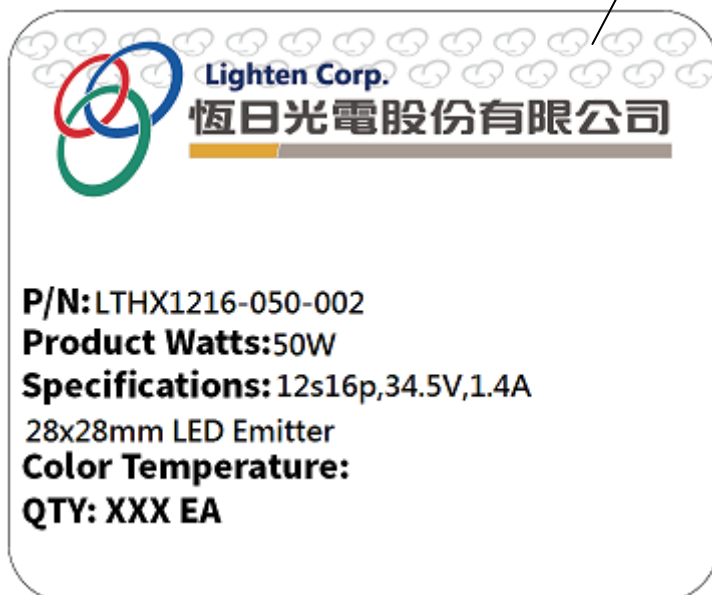 Lighten Corp.
恆日光電股份有限公司
P/N:LTHX1216-050-002
Product Watts:50W
Specifications: 12s16p,34.5V,1.4A
28x28mm LED Emitter
Color Temperature:
QTY: XXX EA